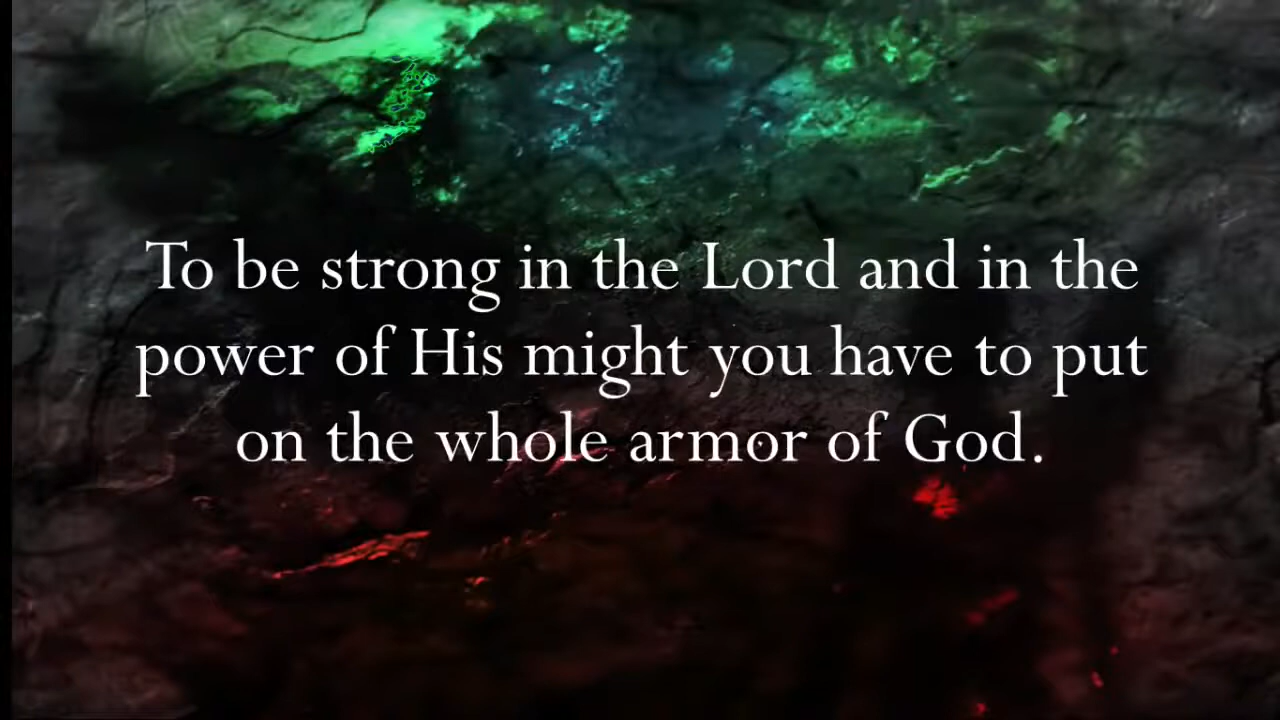 To be strong in the Lord and in the
power of His might you have to put
on the whole armor of God.